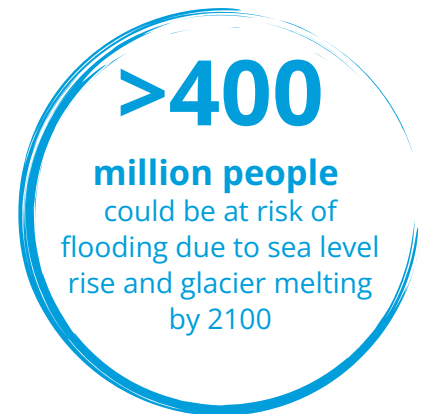 >400
million people
could be at risk of
flooding due to sea level
rise and glacier melting
by 2100